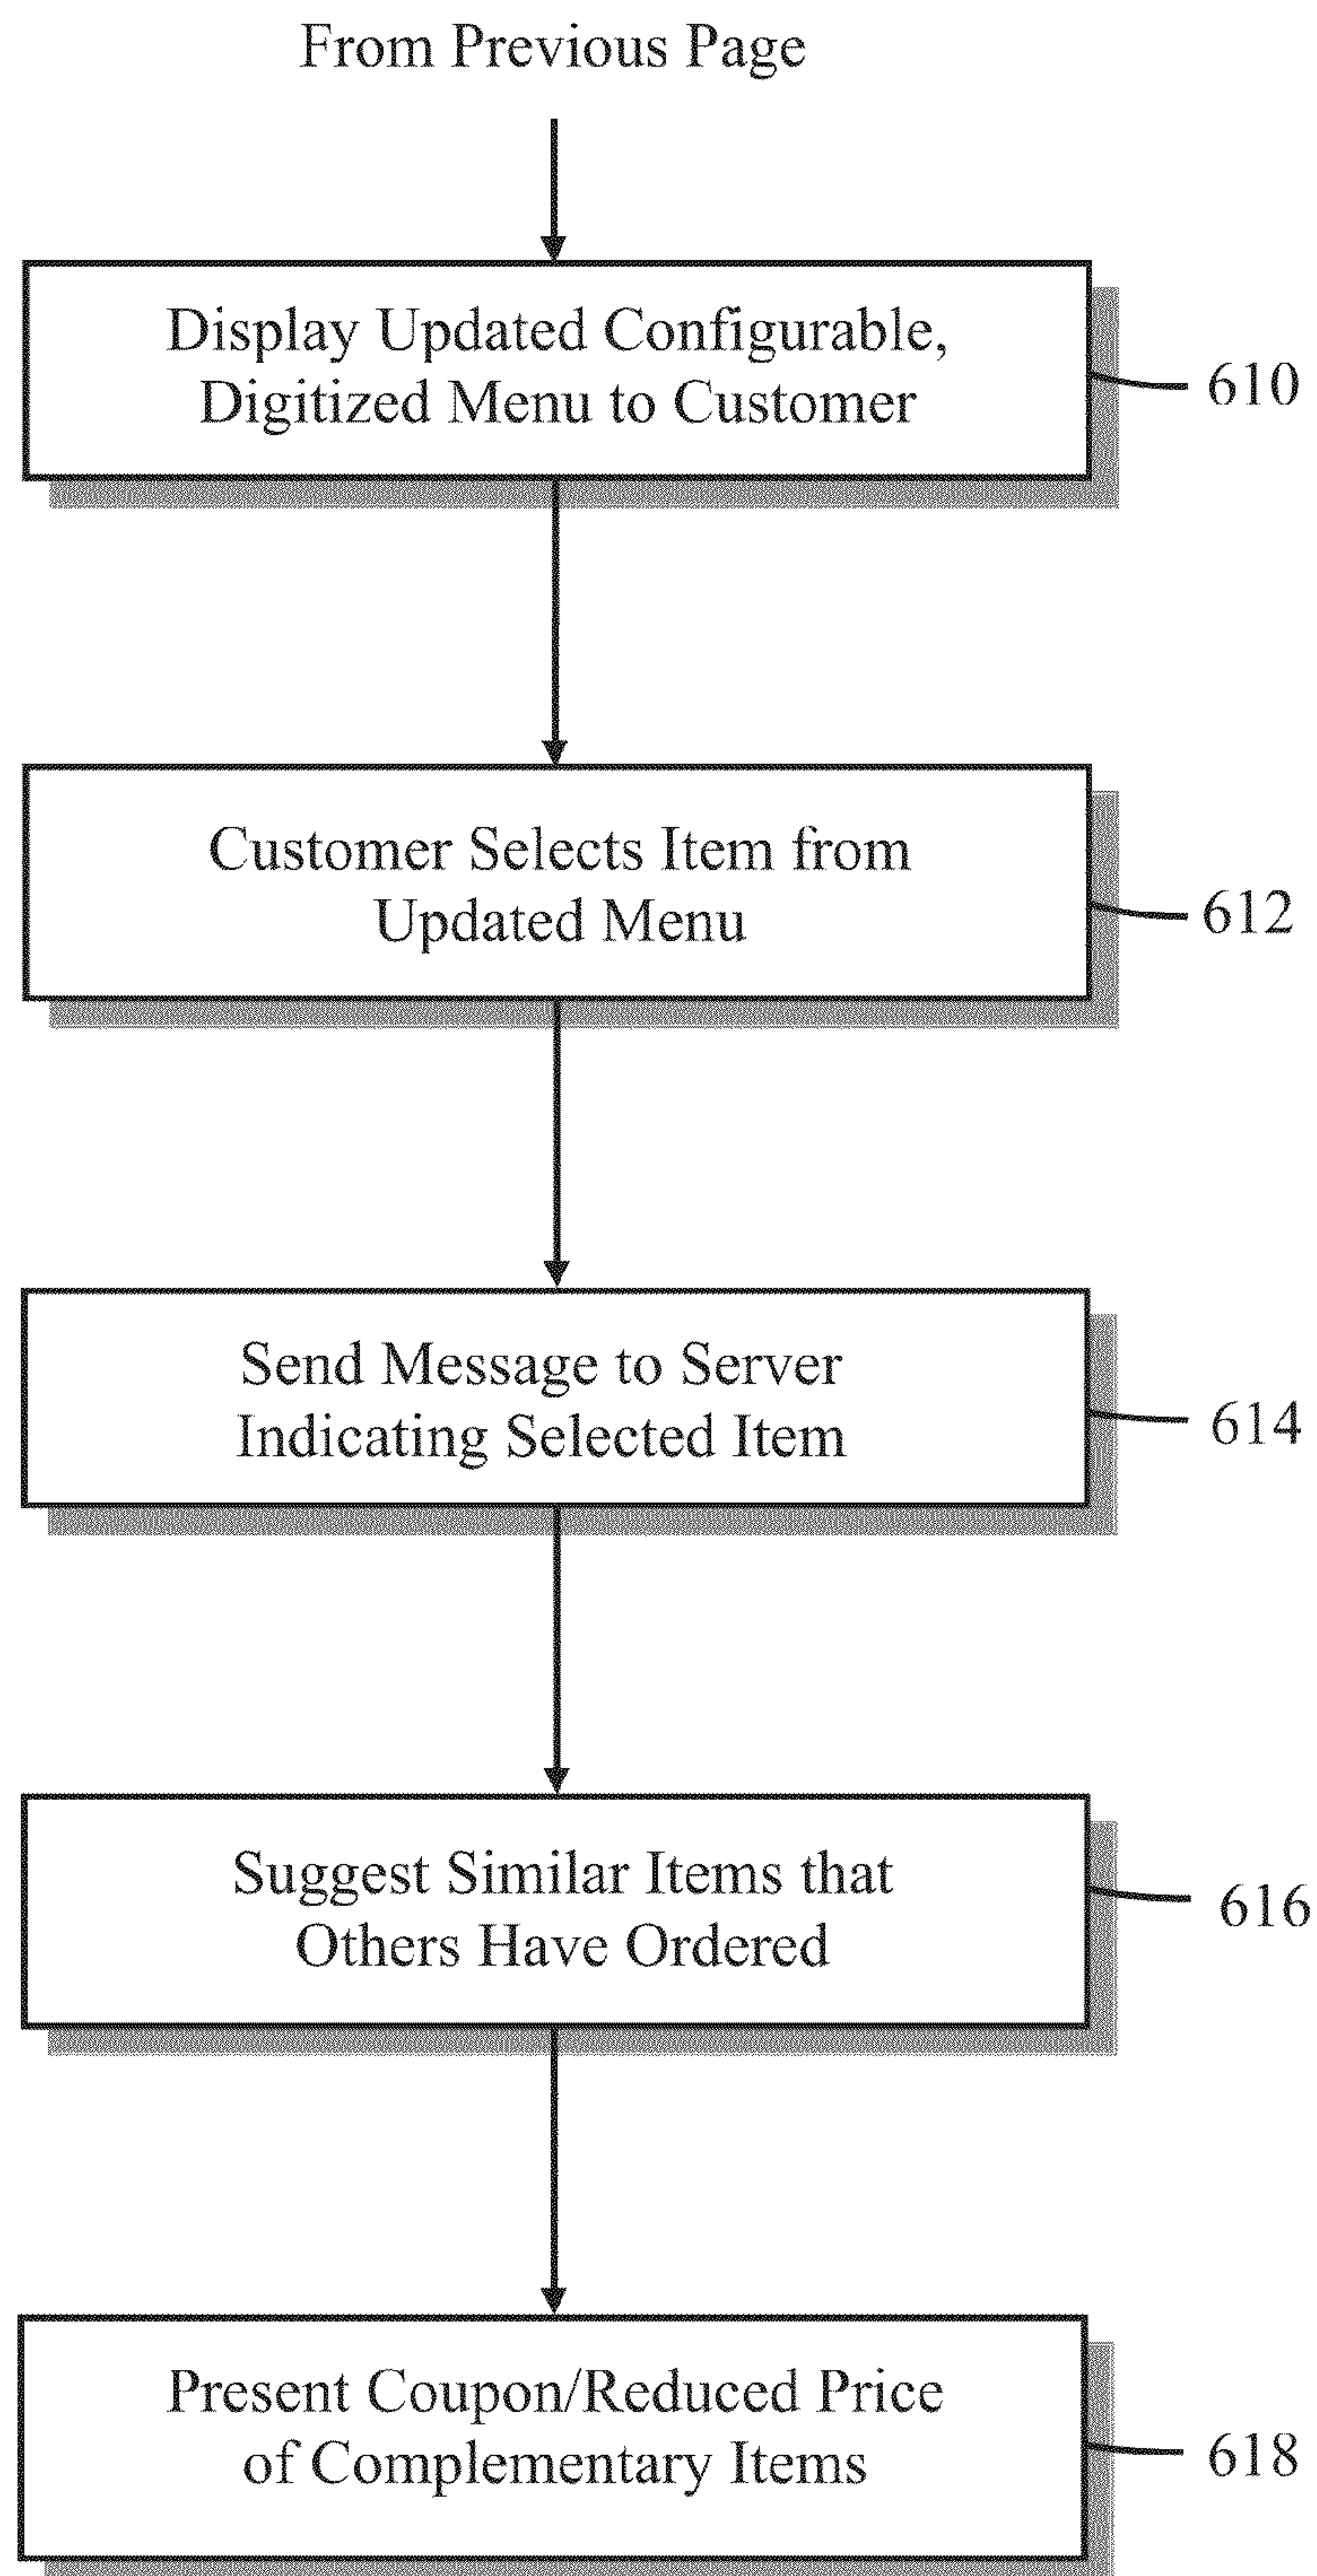 From Previous Page
Display Updated Configurable,
Digitized Menu to Customer
610
Customer Selects Item from
Updated Menu
612
Send Message to Server
Indicating Selected Item
614
Suggest Similar Items that
Others Have Ordered
616
Present Coupon/Reduced Price
of Complementary Items
618